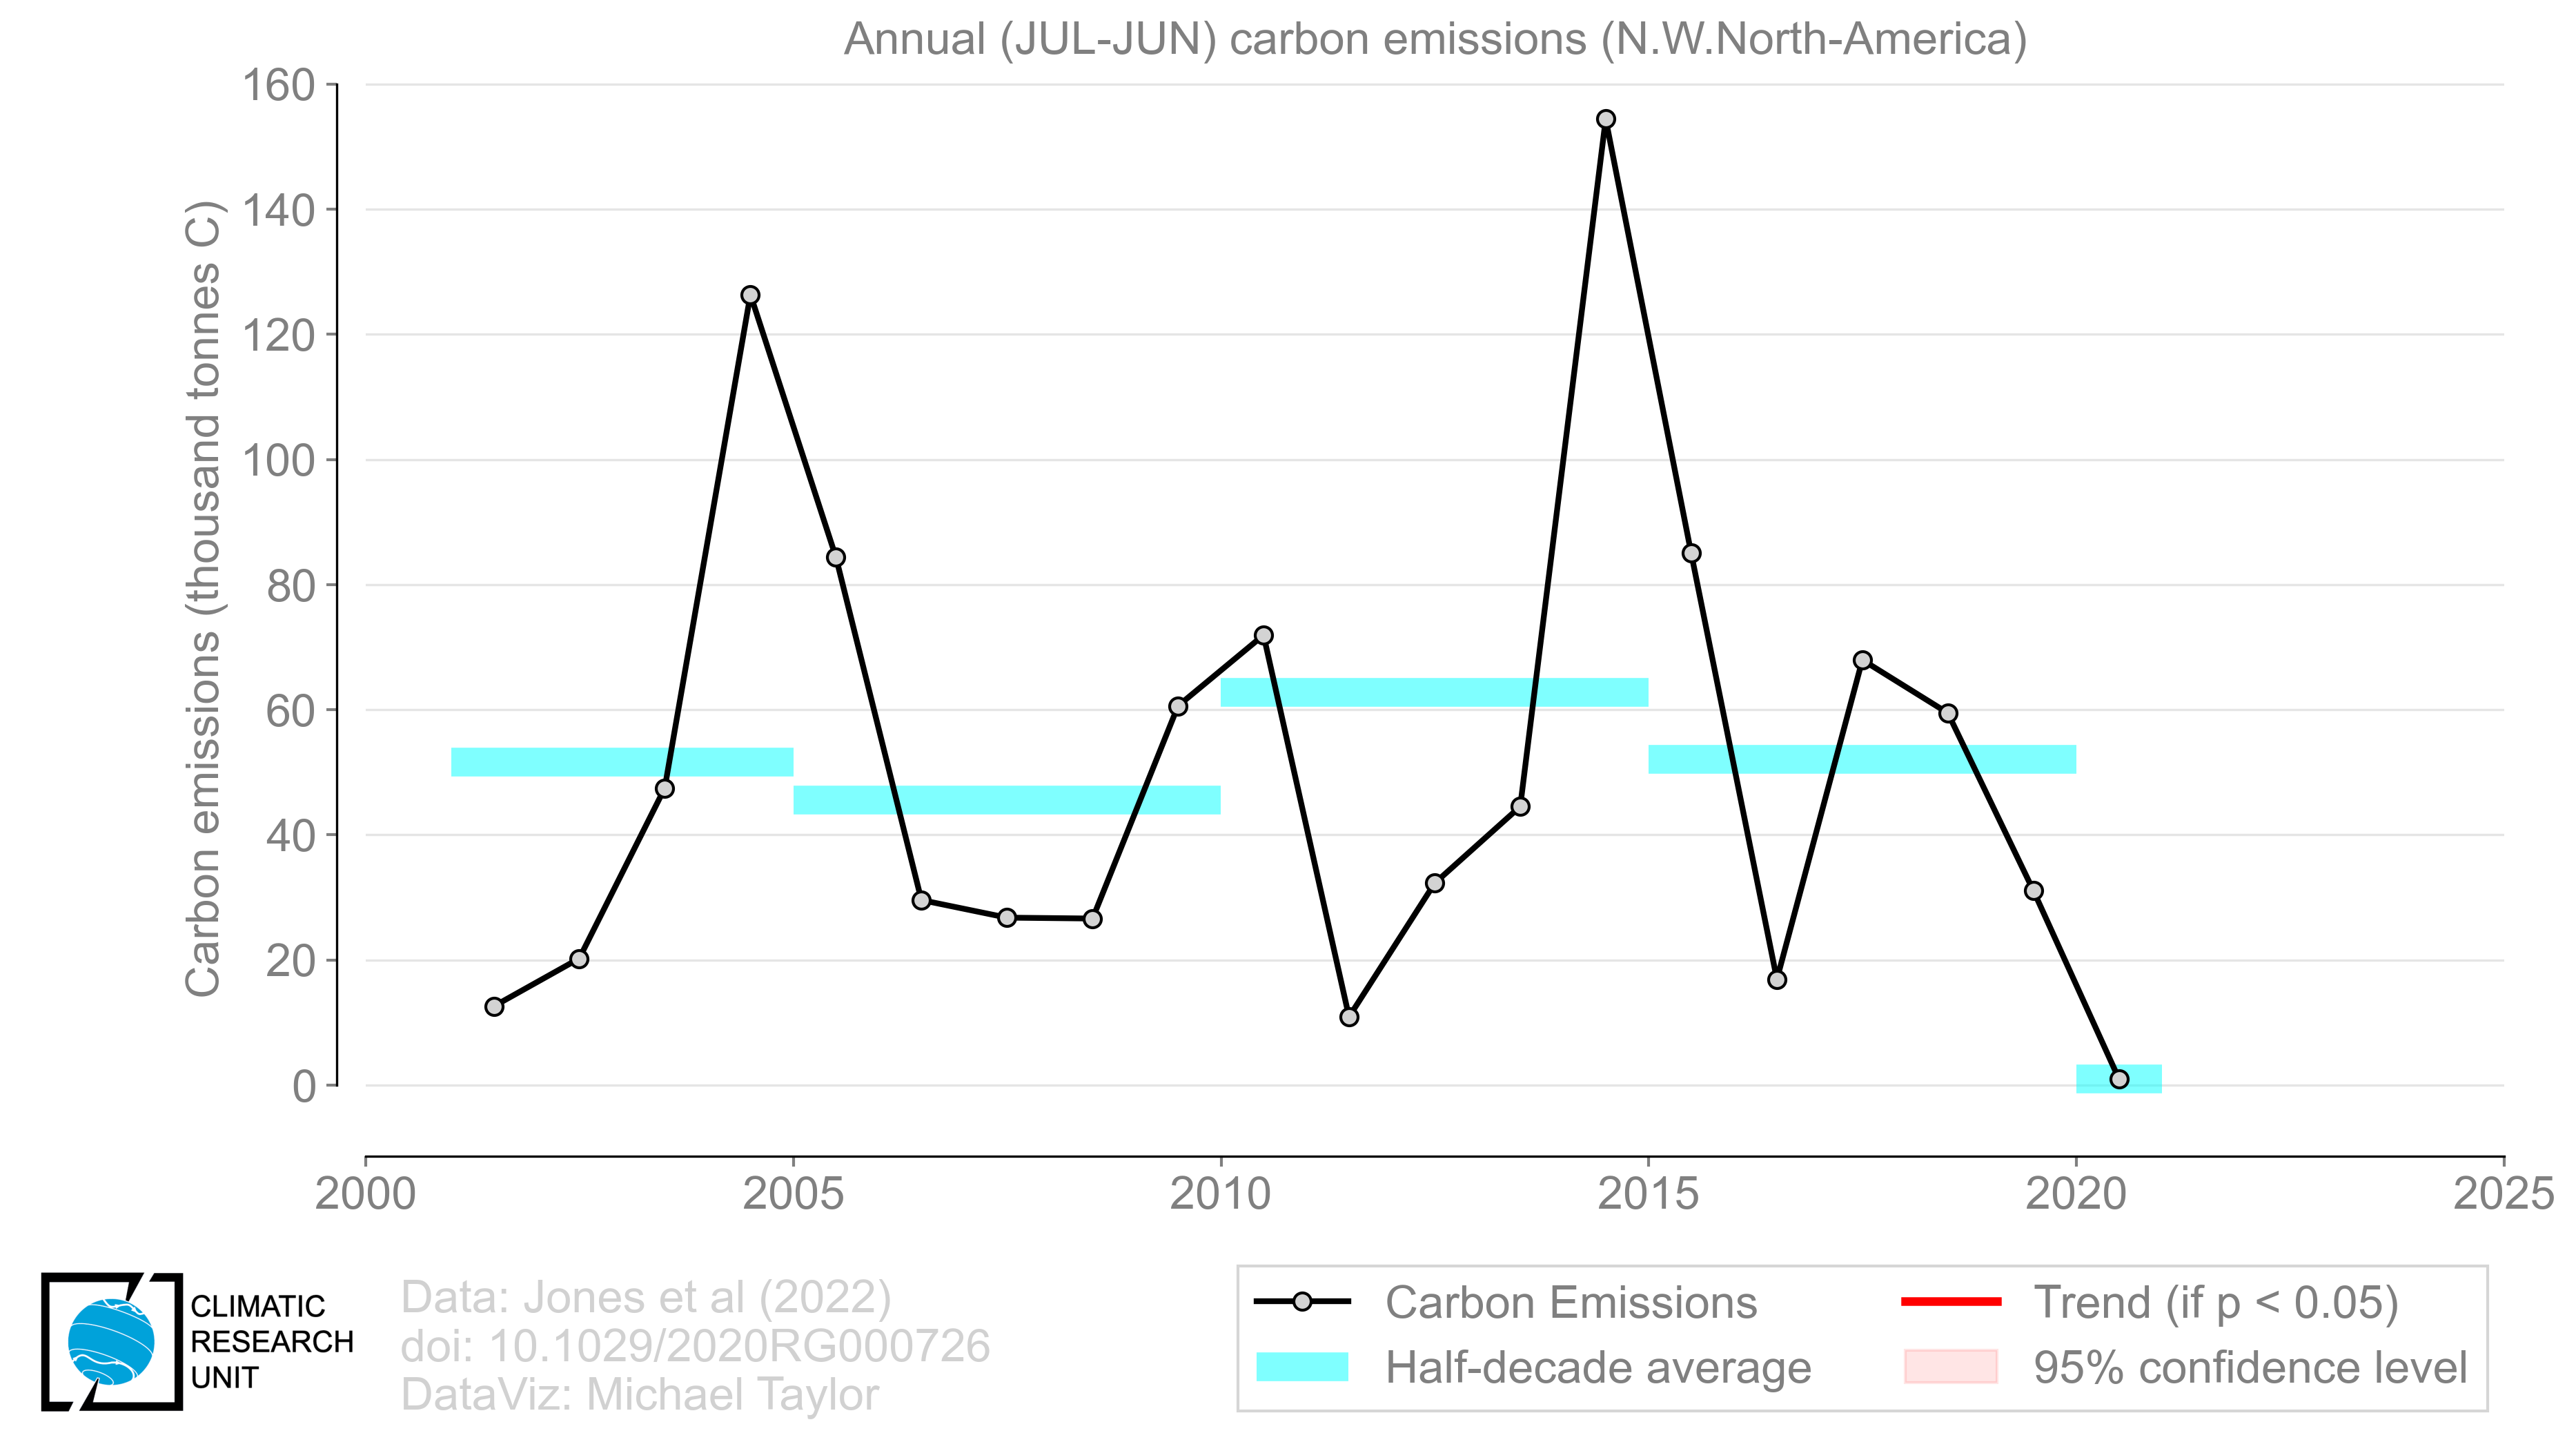 Annual (JUL-JUN) carbon emissions (N.W.North-America)
Carbon emissions (thousand tonnes C)
160
140
120
100
80
60
40
20
0
2000 2005 2010 2015 2020 2025
CLIMATIC
RESEARCH
UNIT
Data: Jones et al (2022)
doi: 10.1029/2020RG000726
DataViz: Michael Taylor
Carbon Emissions
Half-decade average
Trend (if p < 0.05)
95% confidence level